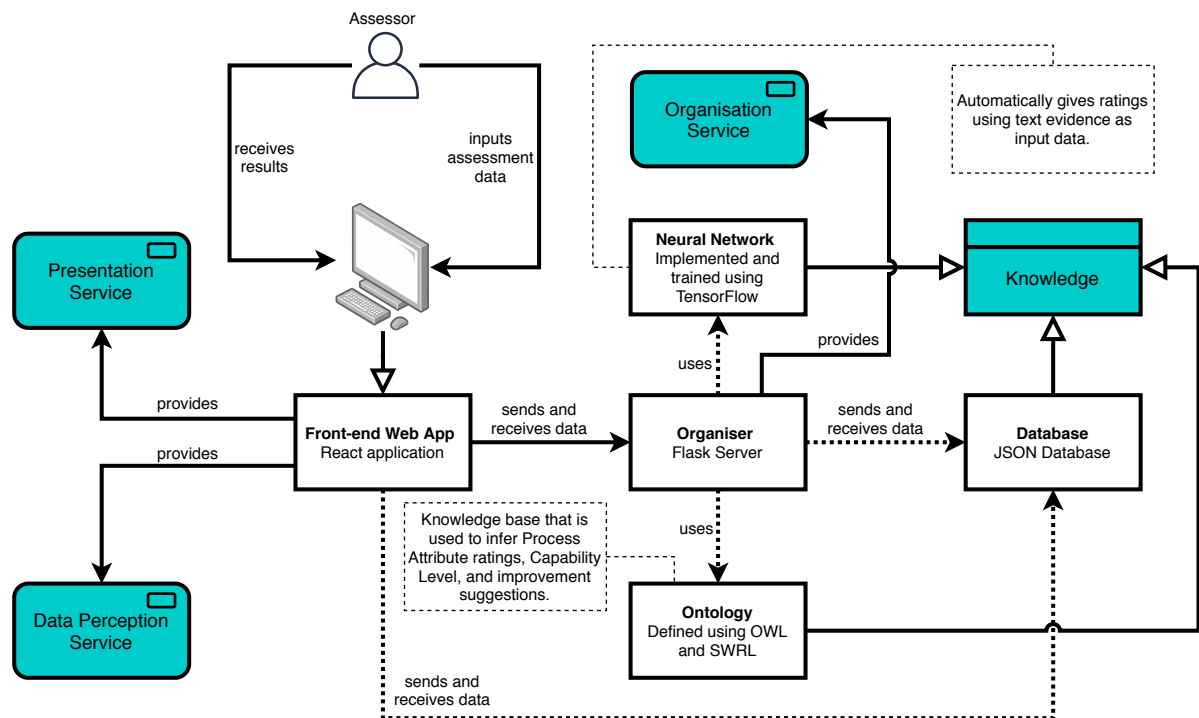 Assessor
receives
results
inputs
assessment
data
Organisation
Service
Automatically gives ratings
using text evidence as
input data.
Presentation
Service
Neural Network
Implemented and
trained using
TensorFlow
Knowledge
uses
provides
provides
Front-end Web App
React application
sends and
receives data
Organiser
Flask Server
sends and
receives data
Database
JSON Database
provides
Knowledge base that is
used to infer Process
Attribute ratings, Capability
Level, and improvement
suggestions.
uses
Data Perception
Service
Ontology
Defined using OWL
and SWRL
sends and
receives data